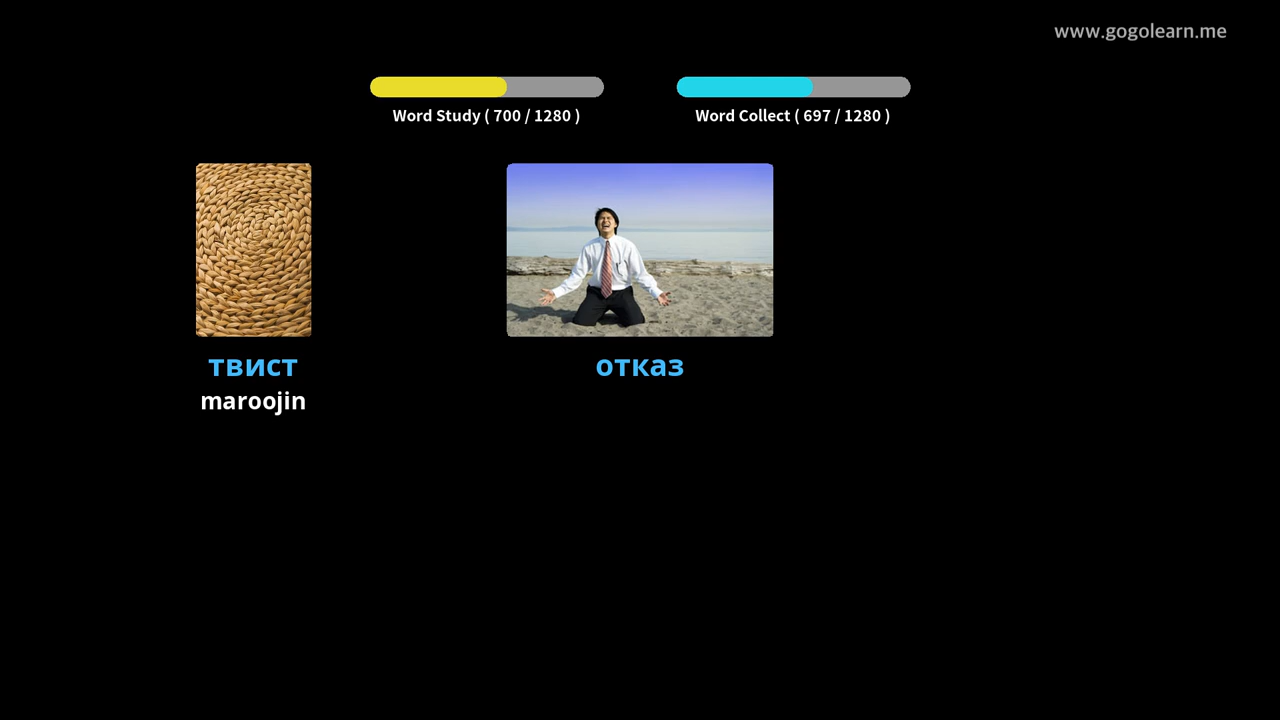 www.gogolearn.me
Word Study ( 700 / 1280 )
Word Collect ( 697 / 1280 )
твист
maroojin
отказ